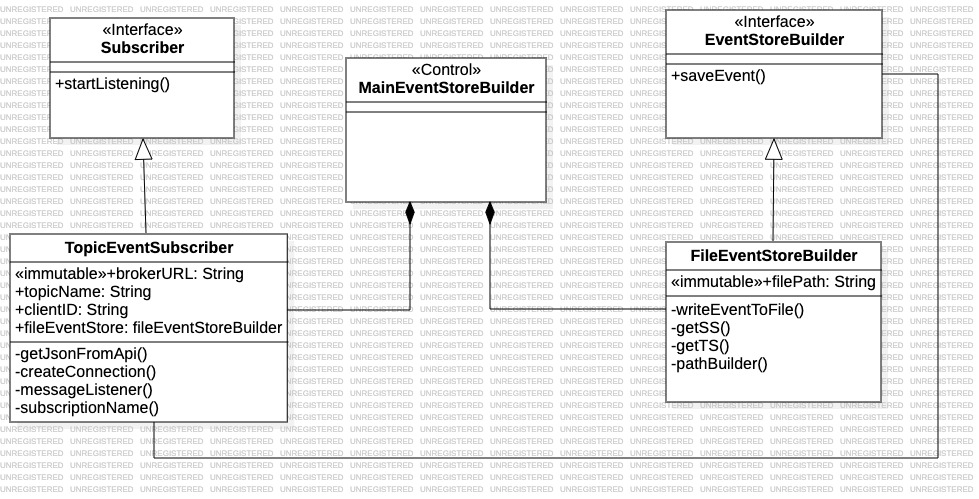 «Interface»
Subscriber
+startListening()
«Control»
MainEventStoreBuilder
«Interface»
EventStoreBuilder
+saveEvent()
TopicEventSubscriber
«immutable»+brokerURL: String
+topicName: String
+clientID: String
+fileEventStore: fileEventStoreBuilder
-getJsonFromApi()
-createConnection()
-messageListener()
-subscriptionName()
FileEventStoreBuilder
«immutable»+filePath: String
-writeEventToFile()
-getSS()
-getTS()
-pathBuilder()
UNREGISTERED